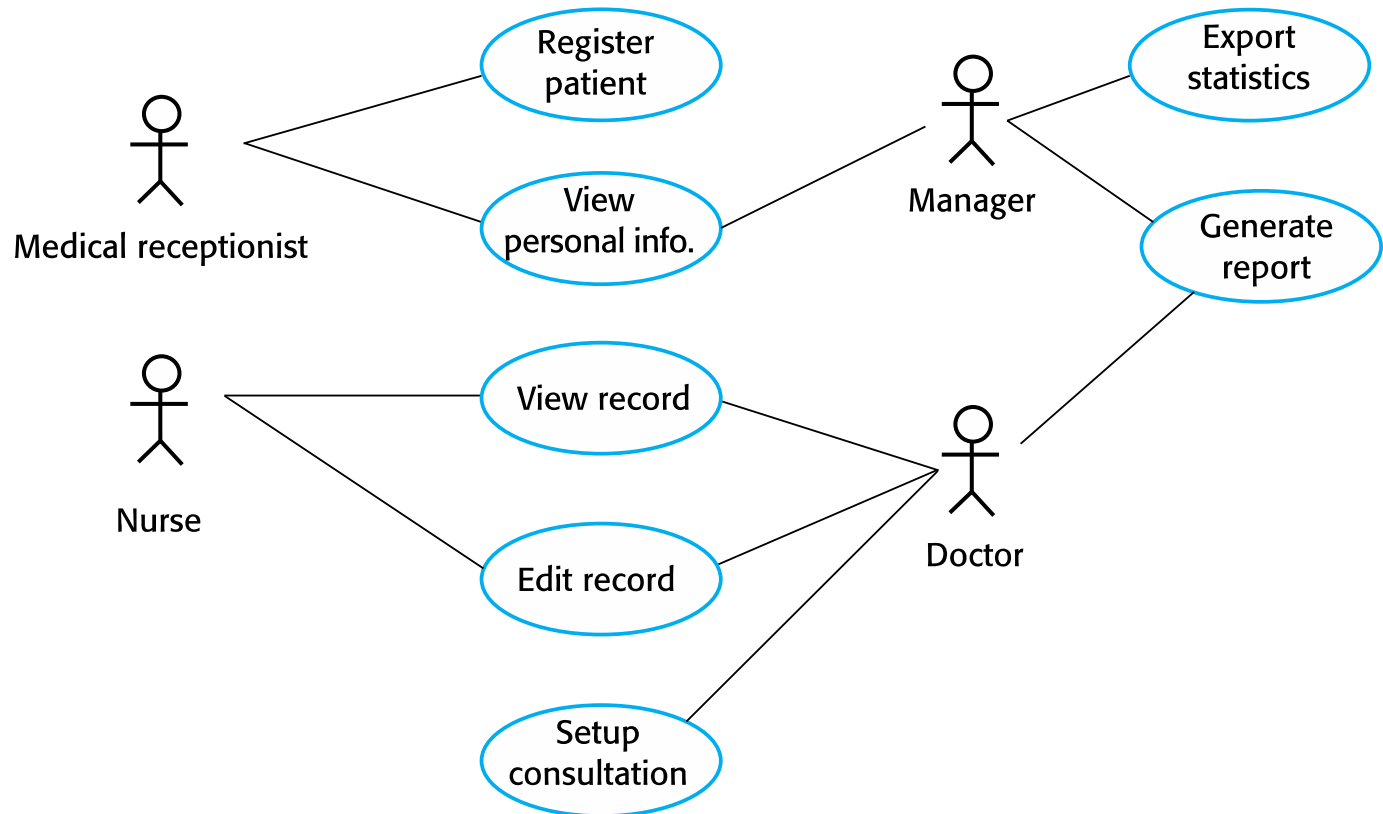 Register
patient
Export
statistics
View
personal info.
Manager
Medical receptionist
Generate
report
View record
Nurse
Doctor
Edit record
Setup
consultation